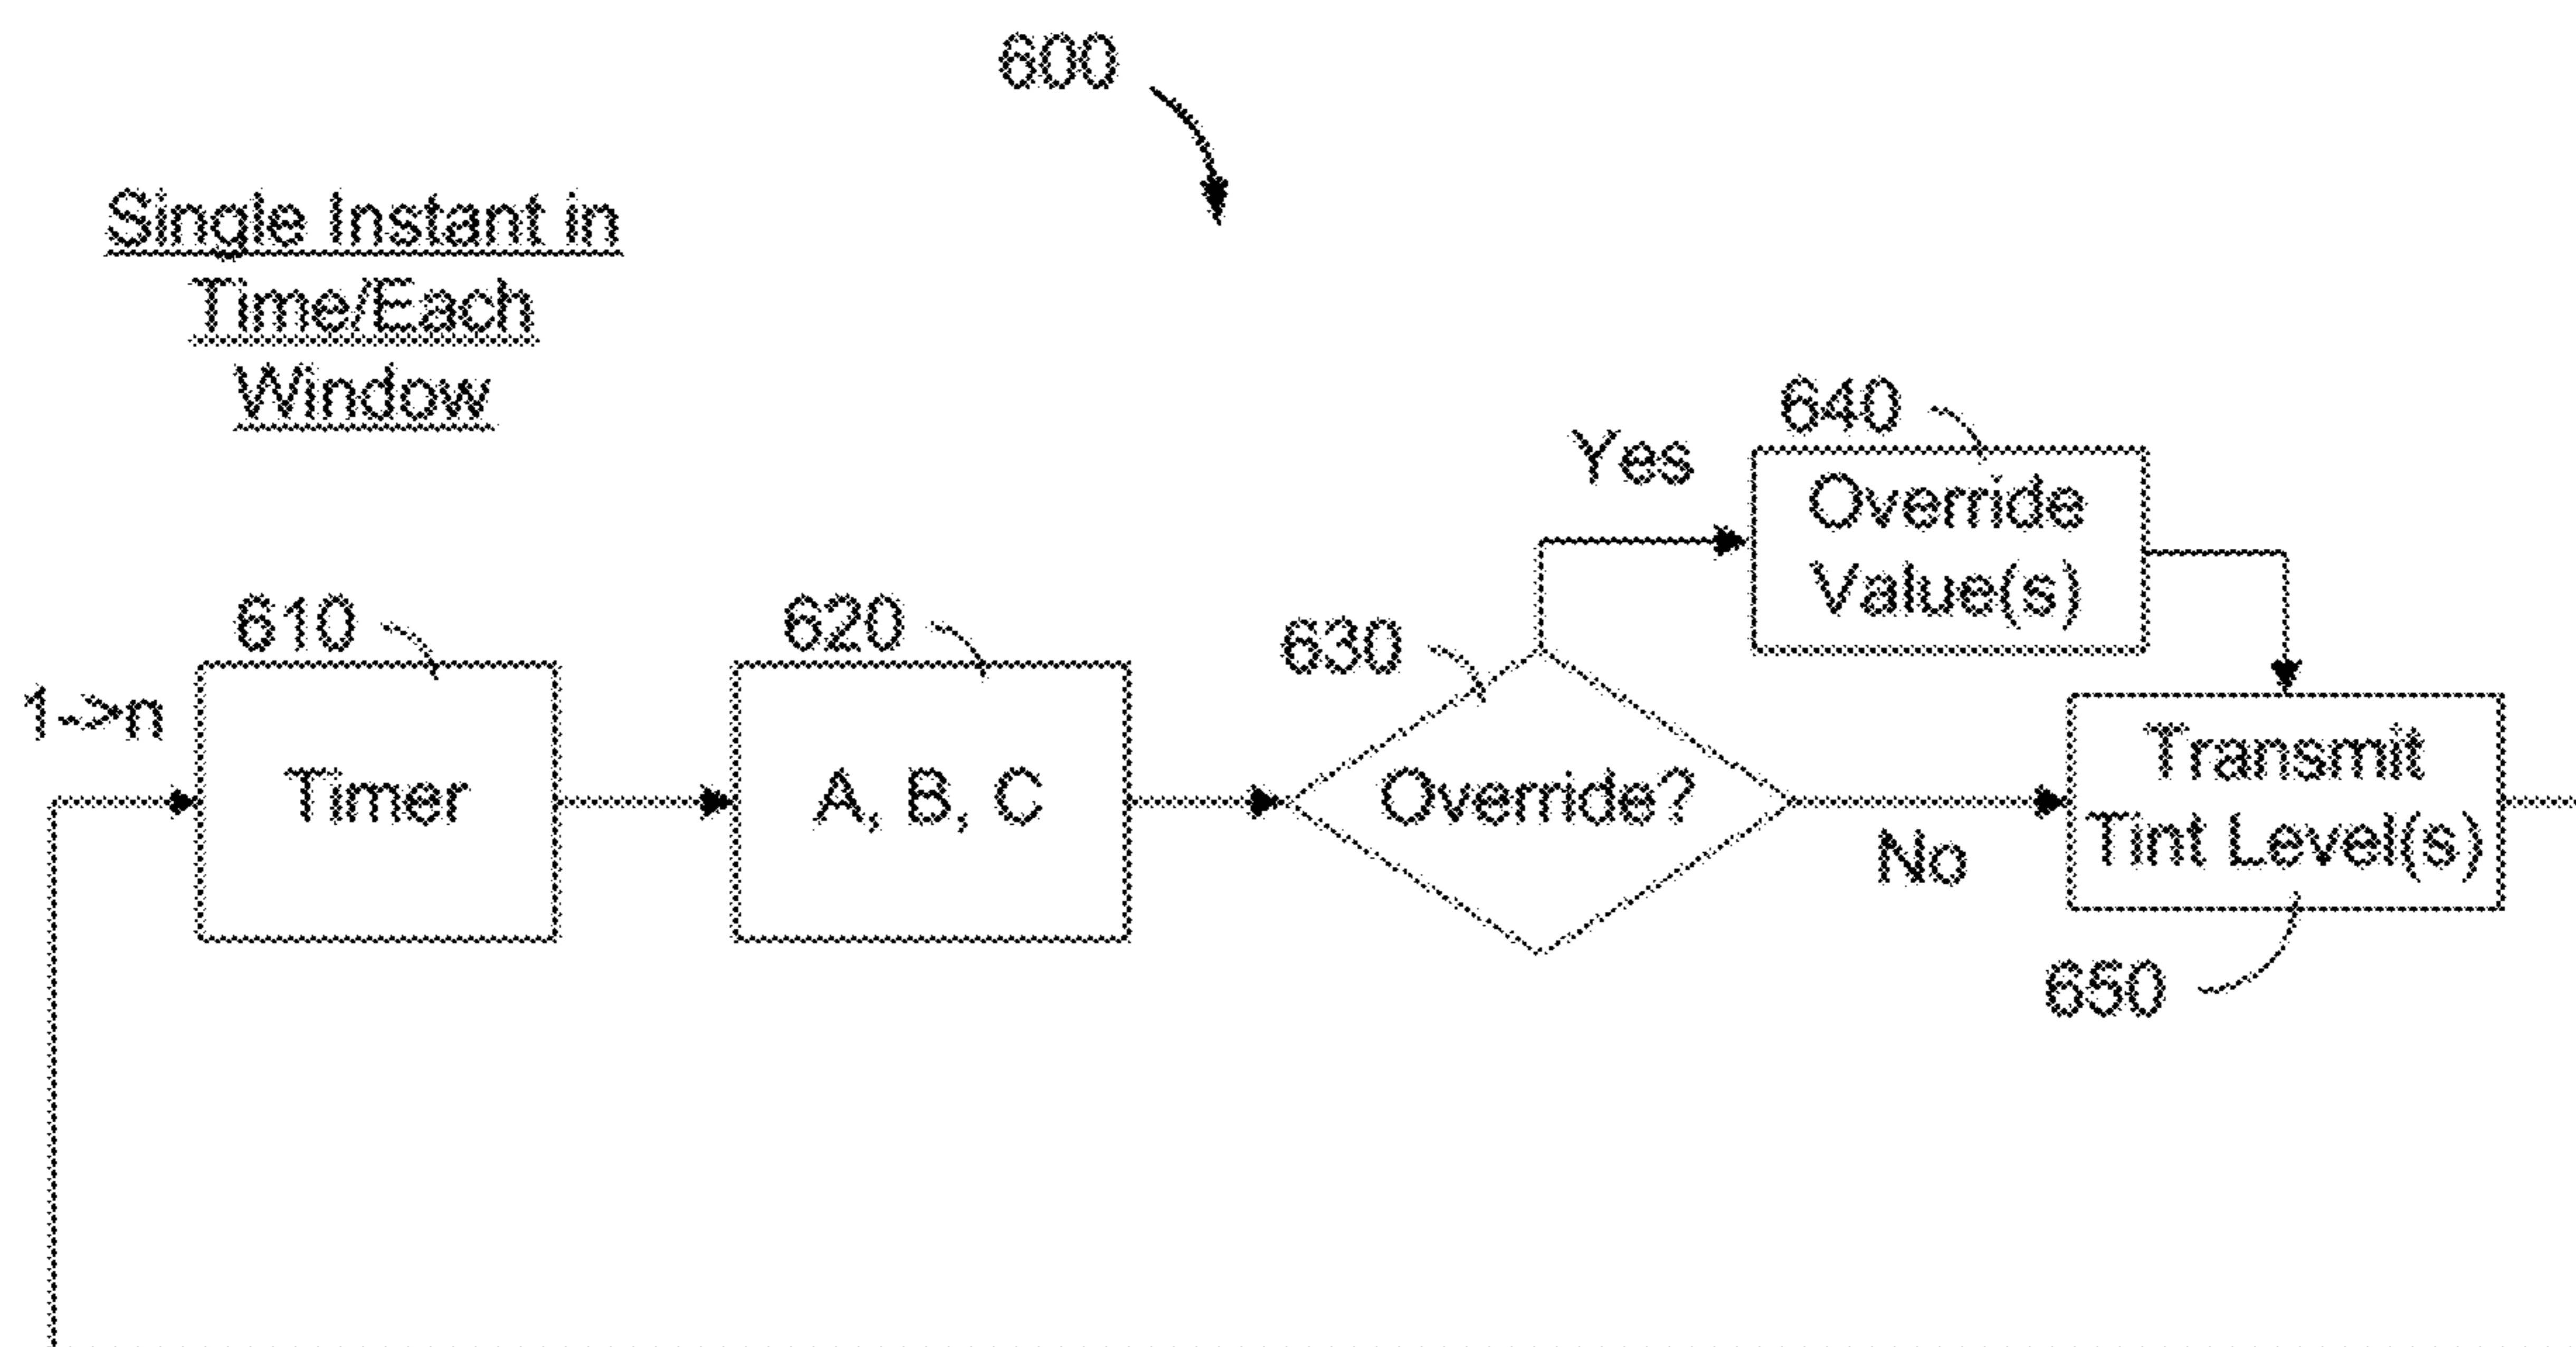 600
Single Instant in
Time/Each
Window
640
Yes
Override
Value(s)
610
620
630
1->n
Timer
A, B, C
Override?
No
Transmit
Tint Level(s)
650